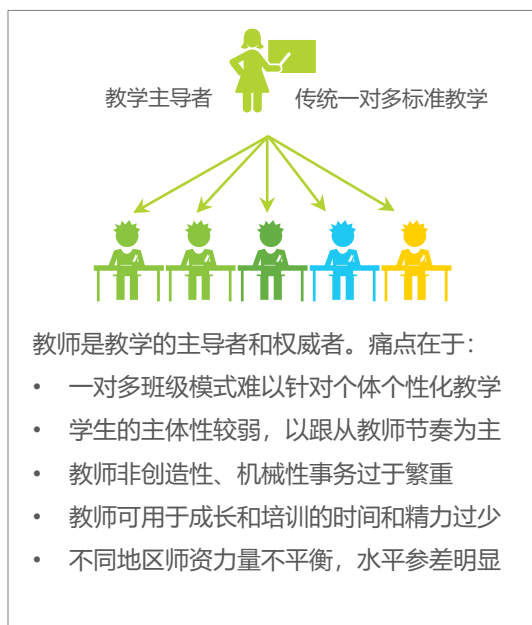 教学主导者 传统一对多标准教学
教师是教学的主导者和权威者。痛点在于：
• 一对多班级模式难以针对个体个性化教学
• 学生的主体性较弱，以跟从教师节奏为主
• 教师非创造性、机械性事务过于繁重
• 教师可用于成长和培训的时间和精力过少
• 不同地区师资力量不平衡，水平参差明显